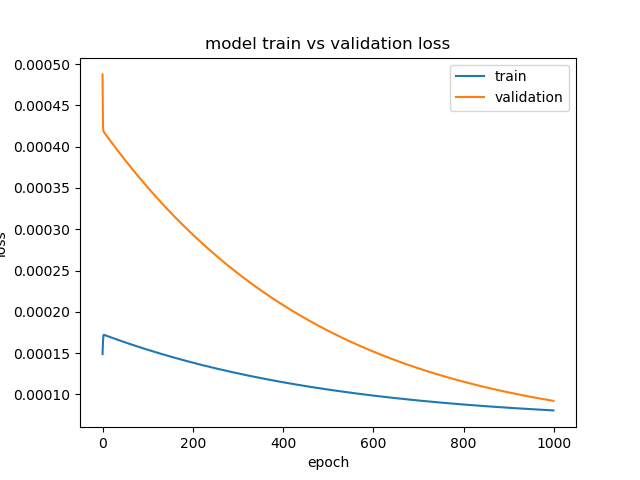 model train vs validation loss
train
validation
0.00050
0.00045
0.00040
0.00035
0.00030
0.00025
0.00020
0.00015
0.00010
loss
0 200 400 600 800 1000
epoch